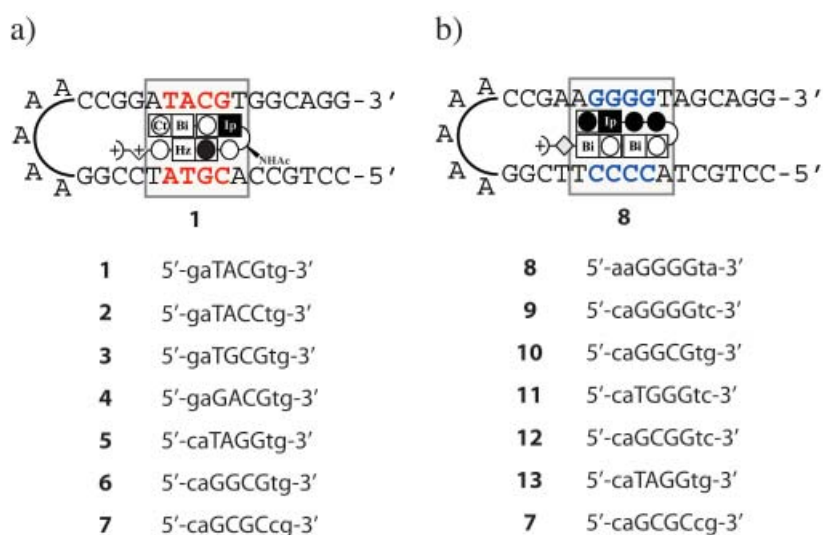 a)
b)
A A A A A CCGGATACGTGGCAGG-3’
Ct Bi Ip
+ + Hz NHAc
GGCCTATGCACCGTCC-5’
1
A A A A A CCGAAGGGGTAGCAGG-3’
Ip
+ Bi Bi
GGCTTCCCCATCGTCC-5’
8
1 5’-gaTACGtg-3’
2 5’-gaTACCtg-3’
3 5’-gaTGCGtg-3’
4 5’-gaGACGtg-3’
5 5’-caTAGGtg-3’
6 5’-caGGCGtg-3’
7 5’-caGCGCcg-3’
8 5’-aaGGGGta-3’
9 5’-caGGGGtc-3’
10 5’-caGGCGtg-3’
11 5’-caTGGGtc-3’
12 5’-caGCGGtc-3’
13 5’-caTAGGtg-3’
7 5’-caGCGCcg-3’